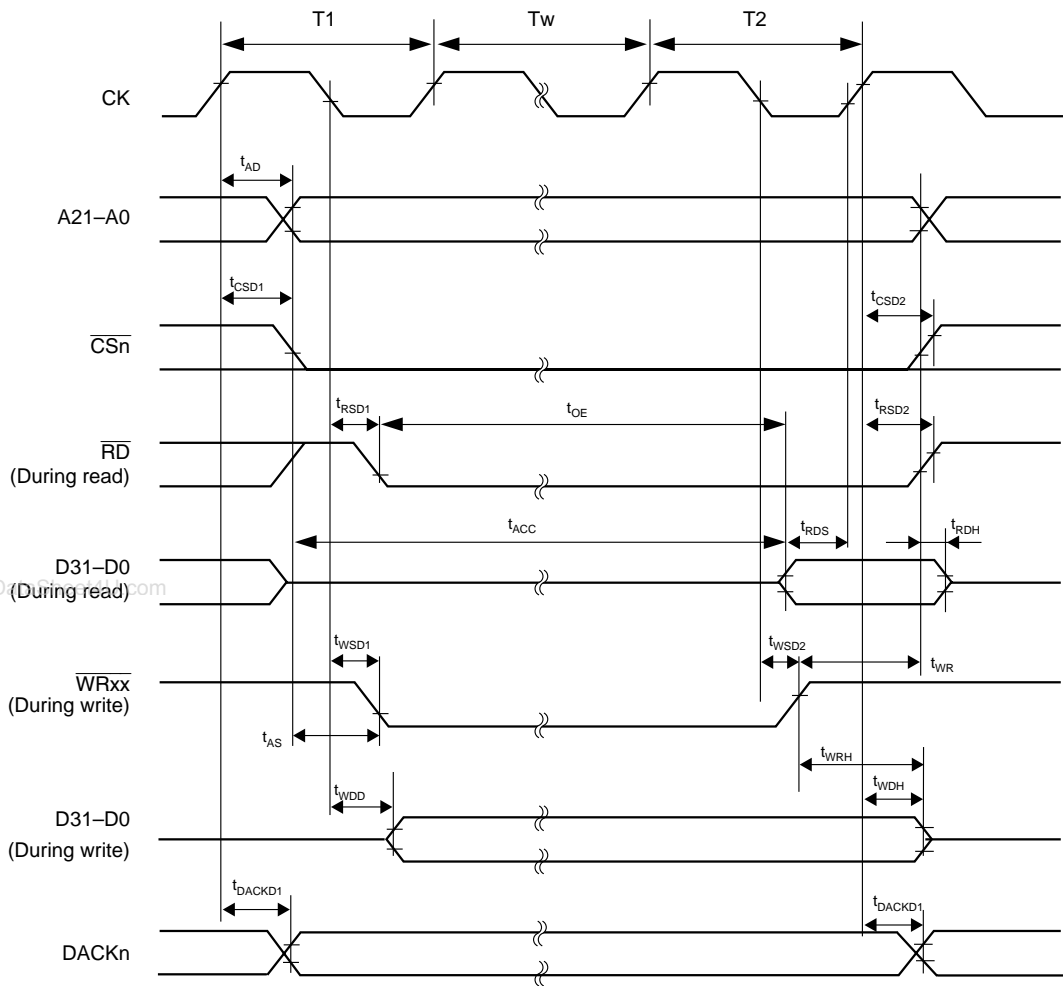 T1 Tw T2
CK
tAD
A21–A0
tCSD1 tCSD2
CSn
tRSD1 tOE tRSD2
RD
(During read)
tACC tRDS tRDH
D31–D0
(During read)
DataSheet4U.com
tWSD1 tWSD2 tWR
WRxx
(During write)
tAS
tWRH
tWDD tWDH
D31–D0
(During write)
tDACKD1 tDACKD1
DACKn